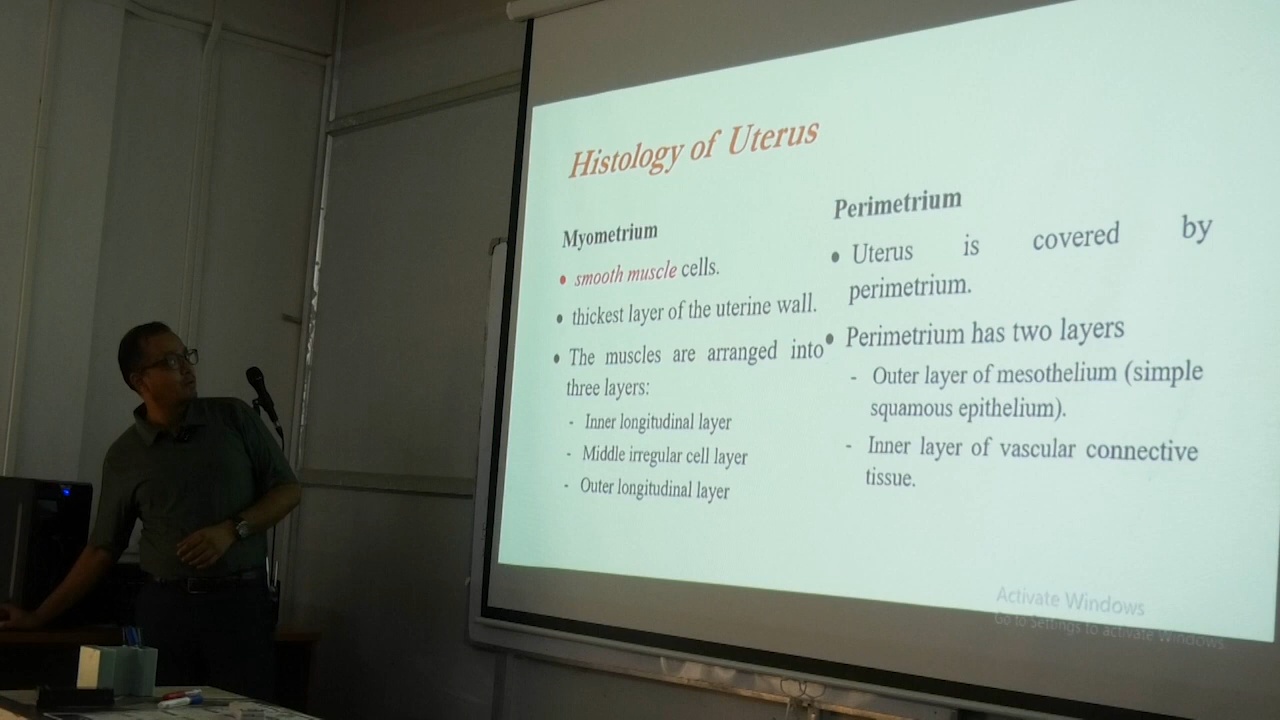 Histology of Uterus
Myometrium
• smooth muscle cells.
• thickest layer of the uterine wall.
• The muscles are arranged into
three layers:
- Inner longitudinal layer
- Middle irregular cell layer
- Outer longitudinal layer
Perimetrium
• Uterus is covered by
perimetrium.
• Perimetrium has two layers
- Outer layer of mesothelium (simple
squamous epithelium).
- Inner layer of vascular connective
tissue.
Activate Windows
Go to Settings to activate Windows.